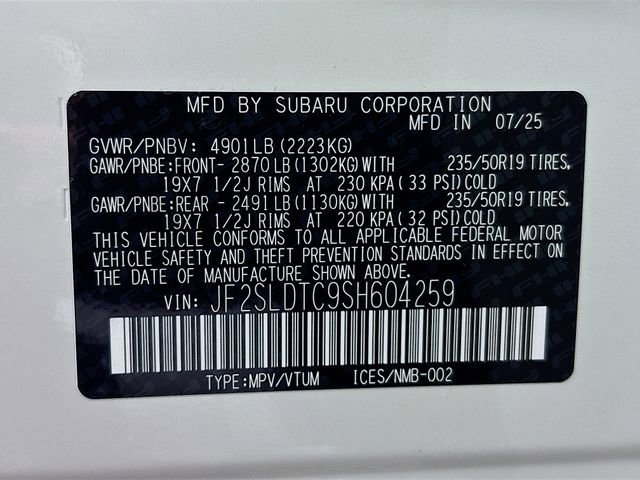 MFD BY SUBARU CORPORATION
MFD IN 07/25
GVWR/PNBV: 4901LB(2223KG)
GAWR/PNBE:FRONT- 2870LB(1302KG)WITH 235/50R19 TIRES,
19X7 1/2J RIMS AT 230 KPA(33 PSI)COLD
GAWR/PNBE:REAR - 2491LB(1130KG)WITH 235/50R19 TIRES,
19X7 1/2J RIMS AT 220 KPA(32 PSI)COLD
THIS VEHICLE CONFORMS TO ALL APPLICABLE FEDERAL MOTOR
VEHICLE SAFETY AND THEFT PREVENTION STANDARDS IN EFFECT
ON THE DATE OF MANUFACTURE SHOWN ABOVE.
VIN: JF2SLDTC9SH604259
TYPE:MPV/VTUM ICES/NMB-002